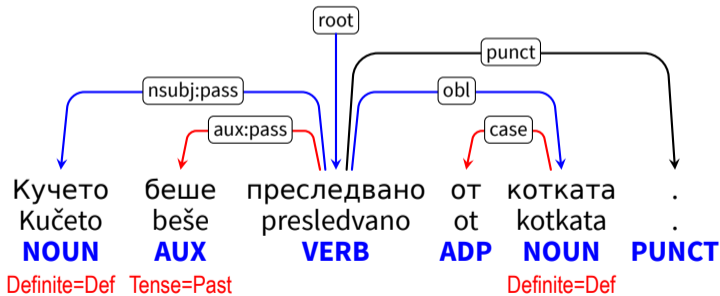 root
punct
nsubj:pass obl
aux:pass case
Кучето беше преследвано от котката .
Kučeto beše presledvano ot kotkata .
NOUN AUX VERB ADP NOUN PUNCT
Definite=Def Tense=Past Definite=Def